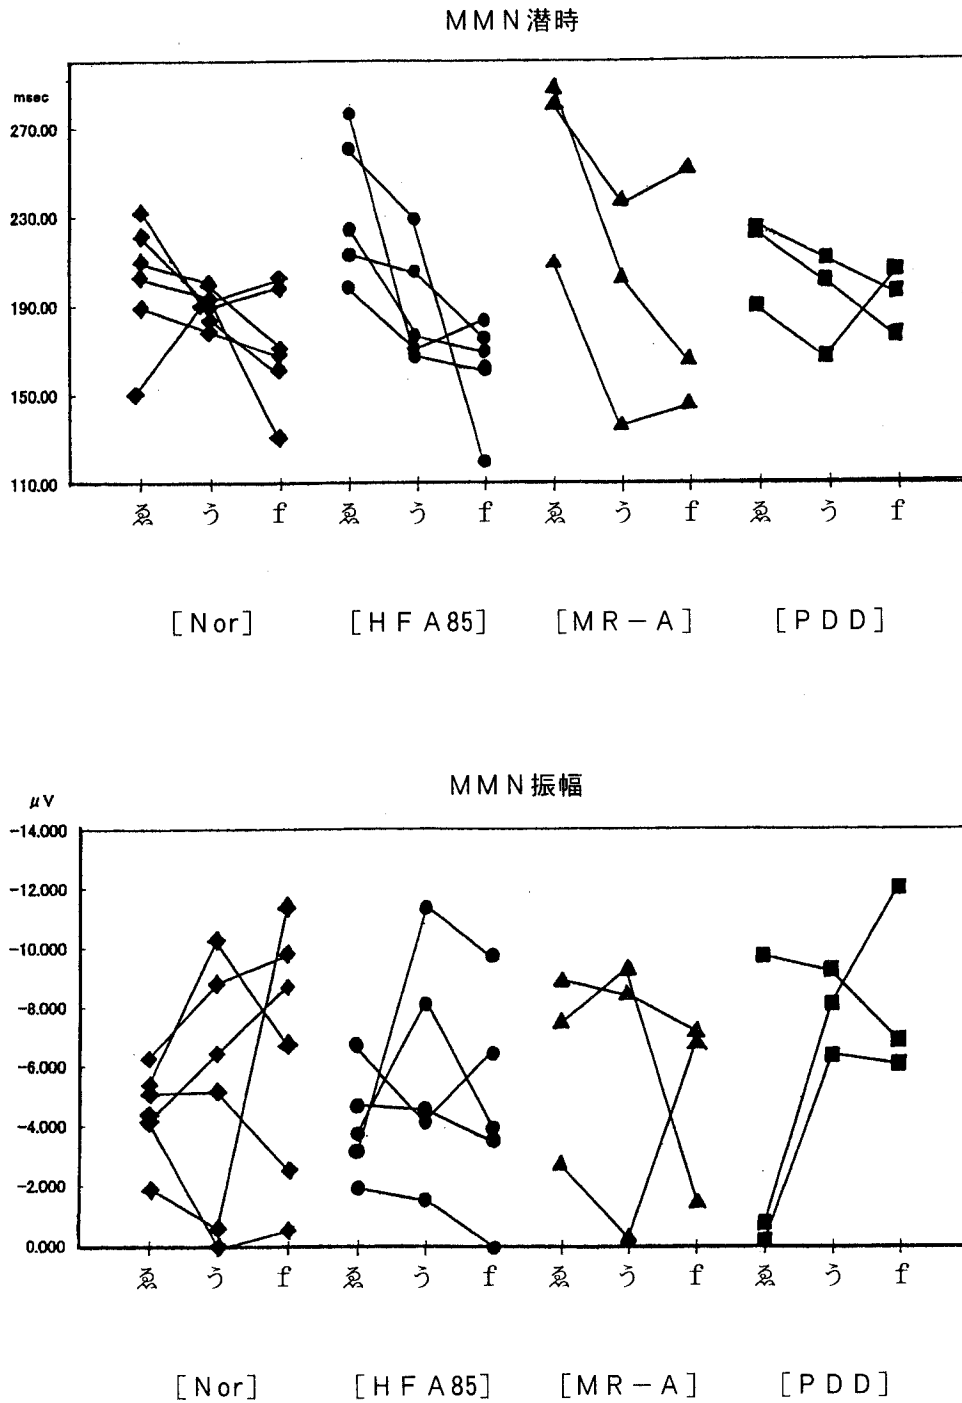 MMN潜時
msec
270.00
230.00
190.00
150.00
110.00
ゑ う f ゑ う f ゑ う f ゑ う f
[Nor] [HFA85] [MR-A] [PDD]
MMN振幅
μV
-14.000
-12.000
-10.000
-8.000
-6.000
-4.000
-2.000
0.000
ゑ う f ゑ う f ゑ う f ゑ う f
[Nor] [HFA85] [MR-A] [PDD]